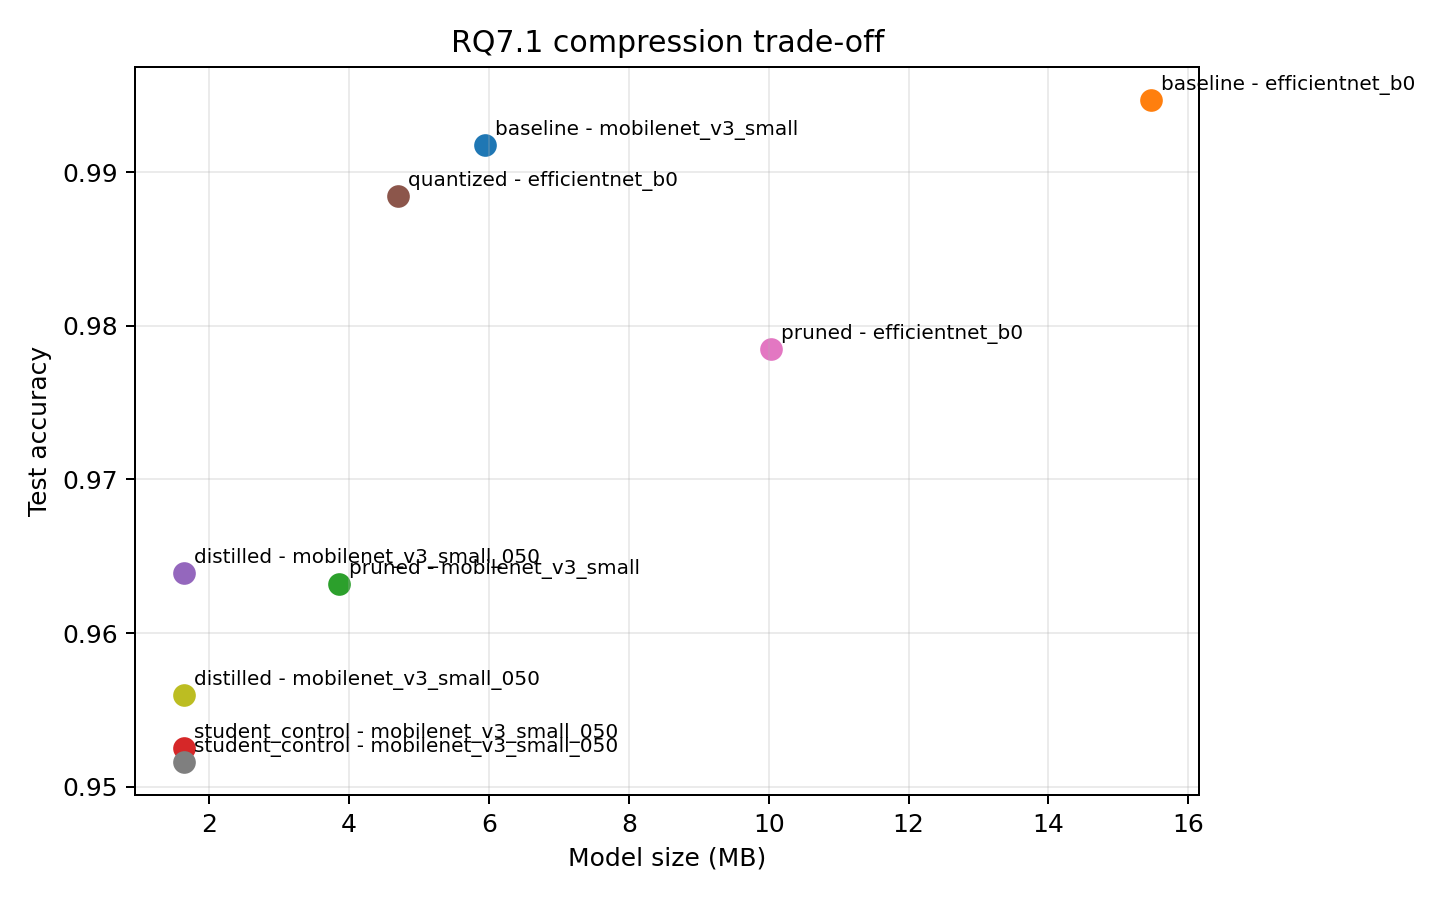 RQ7.1 compression trade-off
baseline - efficientnet_b0
baseline - mobilenet_v3_small
quantized - efficientnet_b0
pruned - efficientnet_b0
distilled - mobilenet_v3_small_050
pruned - mobilenet_v3_small
distilled - mobilenet_v3_small_050
student_control - mobilenet_v3_small_050
student_control - mobilenet_v3_small_050
0.99
0.98
0.97
0.96
0.95
Test accuracy
2 4 6 8 10 12 14 16
Model size (MB)